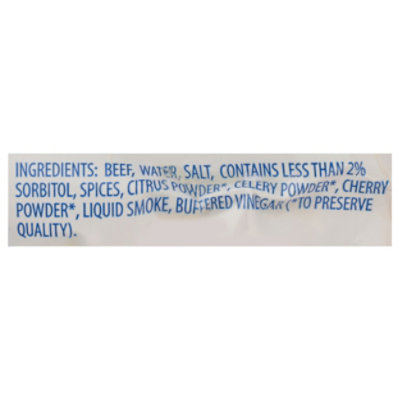 INGREDIENTS: BEEF, WATER, SALT, CONTAINS LESS THAN 2%
SORBITOL, SPICES, CITRUS POWDER*, CELERY POWDER*, CHERRY
POWDER*, LIQUID SMOKE, BUFFERED VINEGAR (*TO PRESERVE
QUALITY).